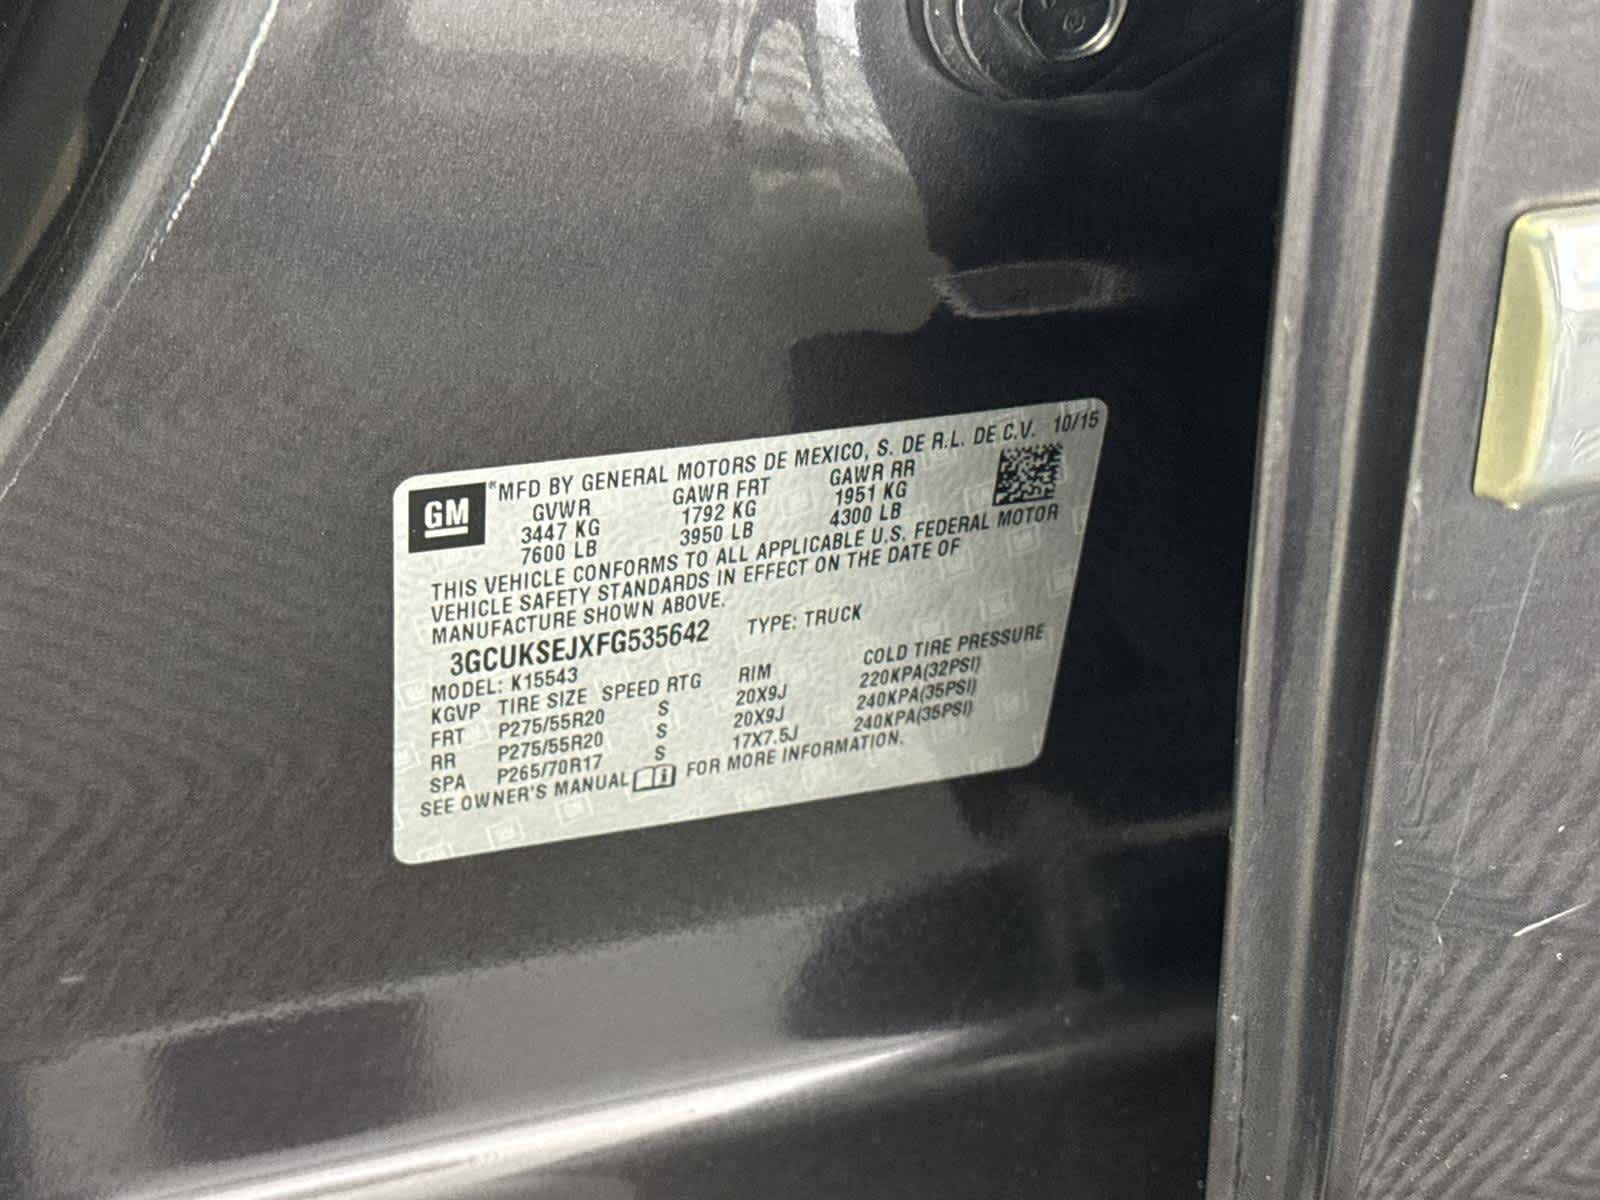 GM ® MFD BY GENERAL MOTORS DE MEXICO, S. DE R.L. DE C.V. 10/15
GVWR GAWR FRT GAWR RR
3447 KG 1792 KG 1951 KG
7600 LB 3950 LB 4300 LB
THIS VEHICLE CONFORMS TO ALL APPLICABLE U.S. FEDERAL MOTOR
VEHICLE SAFETY STANDARDS IN EFFECT ON THE DATE OF
MANUFACTURE SHOWN ABOVE.
3GCUKSEJXFG535642 TYPE: TRUCK
MODEL: K15543
KGVP TIRE SIZE SPEED RTG RIM COLD TIRE PRESSURE
FRT P275/55R20 S 20X9J 220KPA(32PSI)
RR P275/55R20 S 20X9J 240KPA(35PSI)
SPA P265/70R17 S 17X7.5J 240KPA(35PSI)
SEE OWNER'S MANUAL FOR MORE INFORMATION.